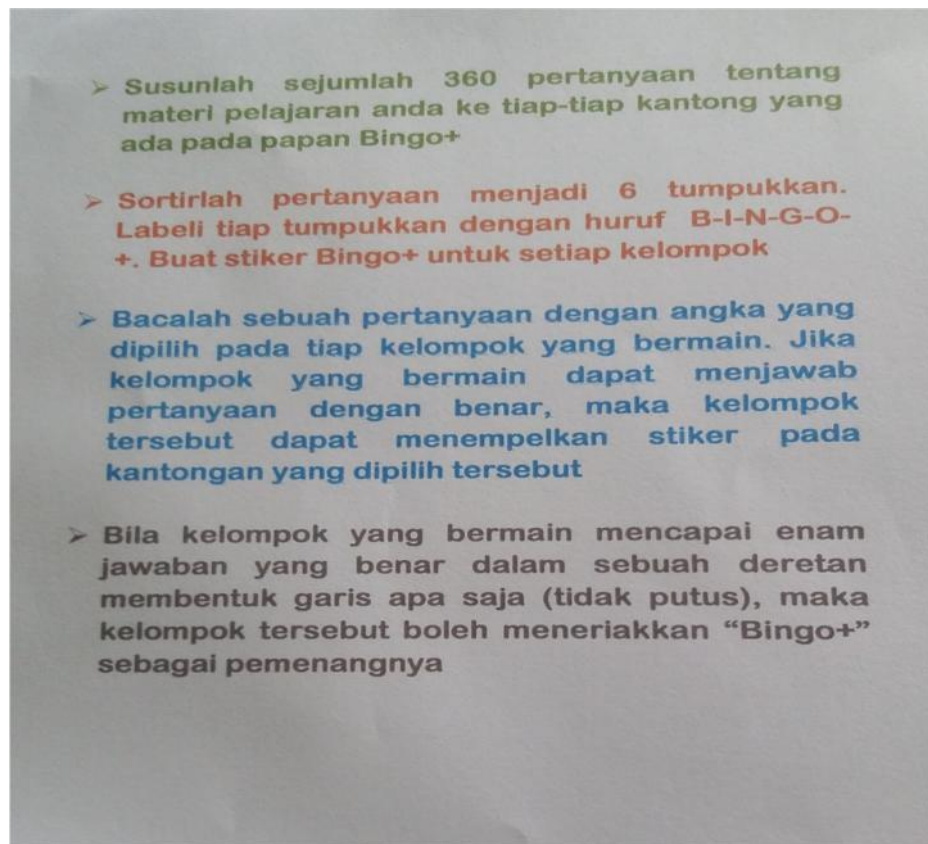 ➢ Susunlah sejumlah 360 pertanyaan tentang
materi pelajaran anda ke tiap-tiap kantong yang
ada pada papan Bingo+
➢ Sortirlah pertanyaan menjadi 6 tumpukkan.
Labeli tiap tumpukkan dengan huruf B-I-N-G-O-
+. Buat stiker Bingo+ untuk setiap kelompok
➢ Bacalah sebuah pertanyaan dengan angka yang
dipilih pada tiap kelompok yang bermain. Jika
kelompok yang bermain dapat menjawab
pertanyaan dengan benar, maka kelompok
tersebut dapat menempelkan stiker pada
kantongan yang dipilih tersebut
➢ Bila kelompok yang bermain mencapai enam
jawaban yang benar dalam sebuah deretan
membentuk garis apa saja (tidak putus), maka
kelompok tersebut boleh meneriakkan “Bingo+”
sebagai pemenangnya